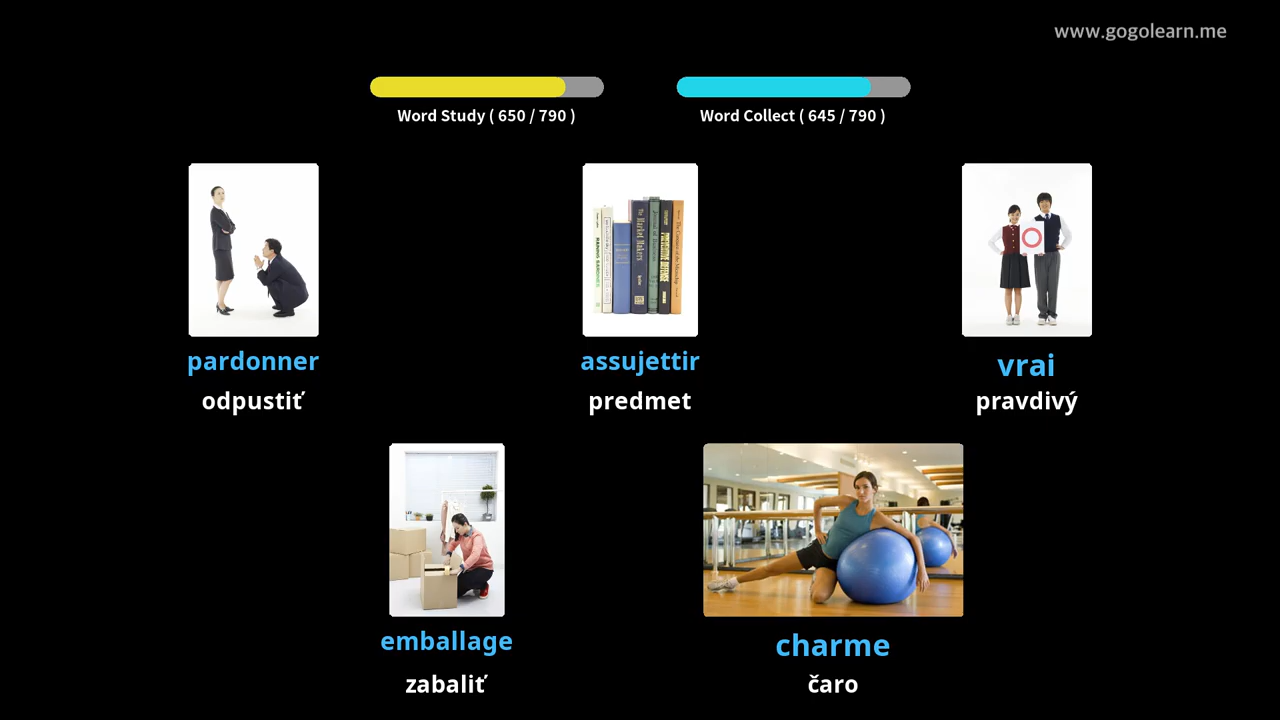 www.gogolearn.me
Word Study ( 650 / 790 )
Word Collect ( 645 / 790 )
pardonner
odpustiť
assujettir
predmet
vrai
pravdivý
emballage
zabaliť
charme
čaro